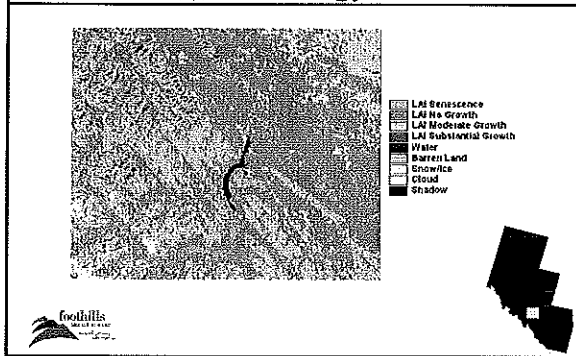 LAI Senescence
LAI No Growth
LAI Moderate Growth
LAI Substantial Growth
Water
Barren Land
Snow/Ice
Cloud
Shadow
foothills